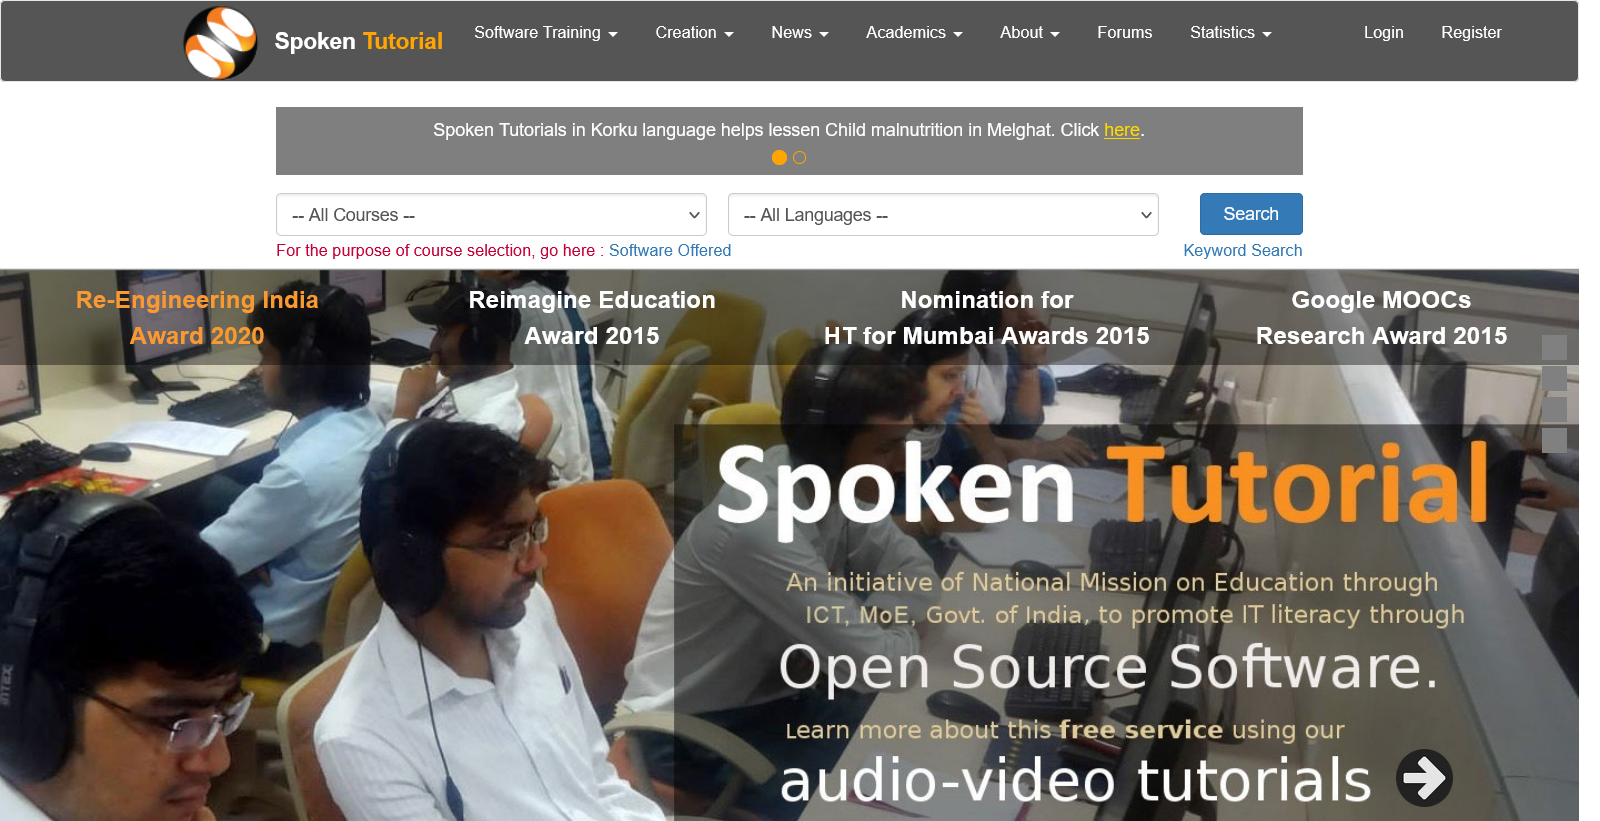 Spoken Tutorial
Software Training
Creation
News
Academics
About
Forums
Statistics
Login
Register
Spoken Tutorials in Korku language helps lessen Child malnutrition in Melghat. Click here.
-- All Courses --
-- All Languages --
Search
For the purpose of course selection, go here : Software Offered
Keyword Search
Re-Engineering India
Award 2020
Reimagine Education
Award 2015
Nomination for
HT for Mumbai Awards 2015
Google MOOCs
Research Award 2015
Spoken Tutorial
An initiative of National Mission on Education through
ICT, MoE, Govt. of India, to promote IT literacy through
Open Source Software.
Learn more about this free service using our
audio-video tutorials
INTEX